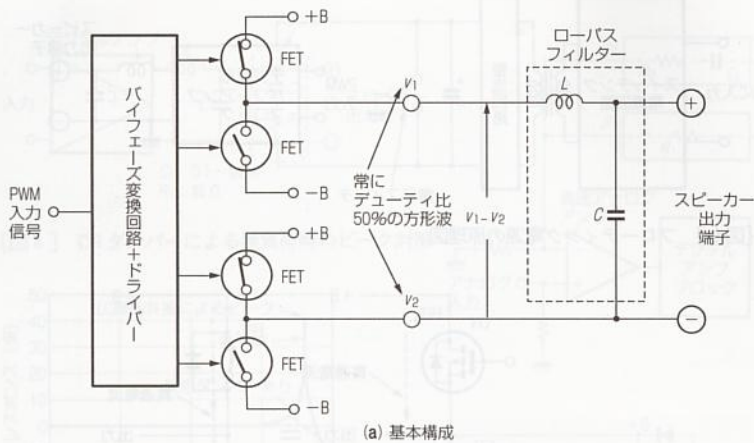 +B
FET
FET
−B
+B
FET
FET
−B
PWM
入力
信号
バイフェーズ変換回路+ドライバー
v1
常に
デューティ比
50%の方形波
v1−v2
v2
ローパス
フィルター
L
C
+
スピーカー
出力
端子
−
(a) 基本構成